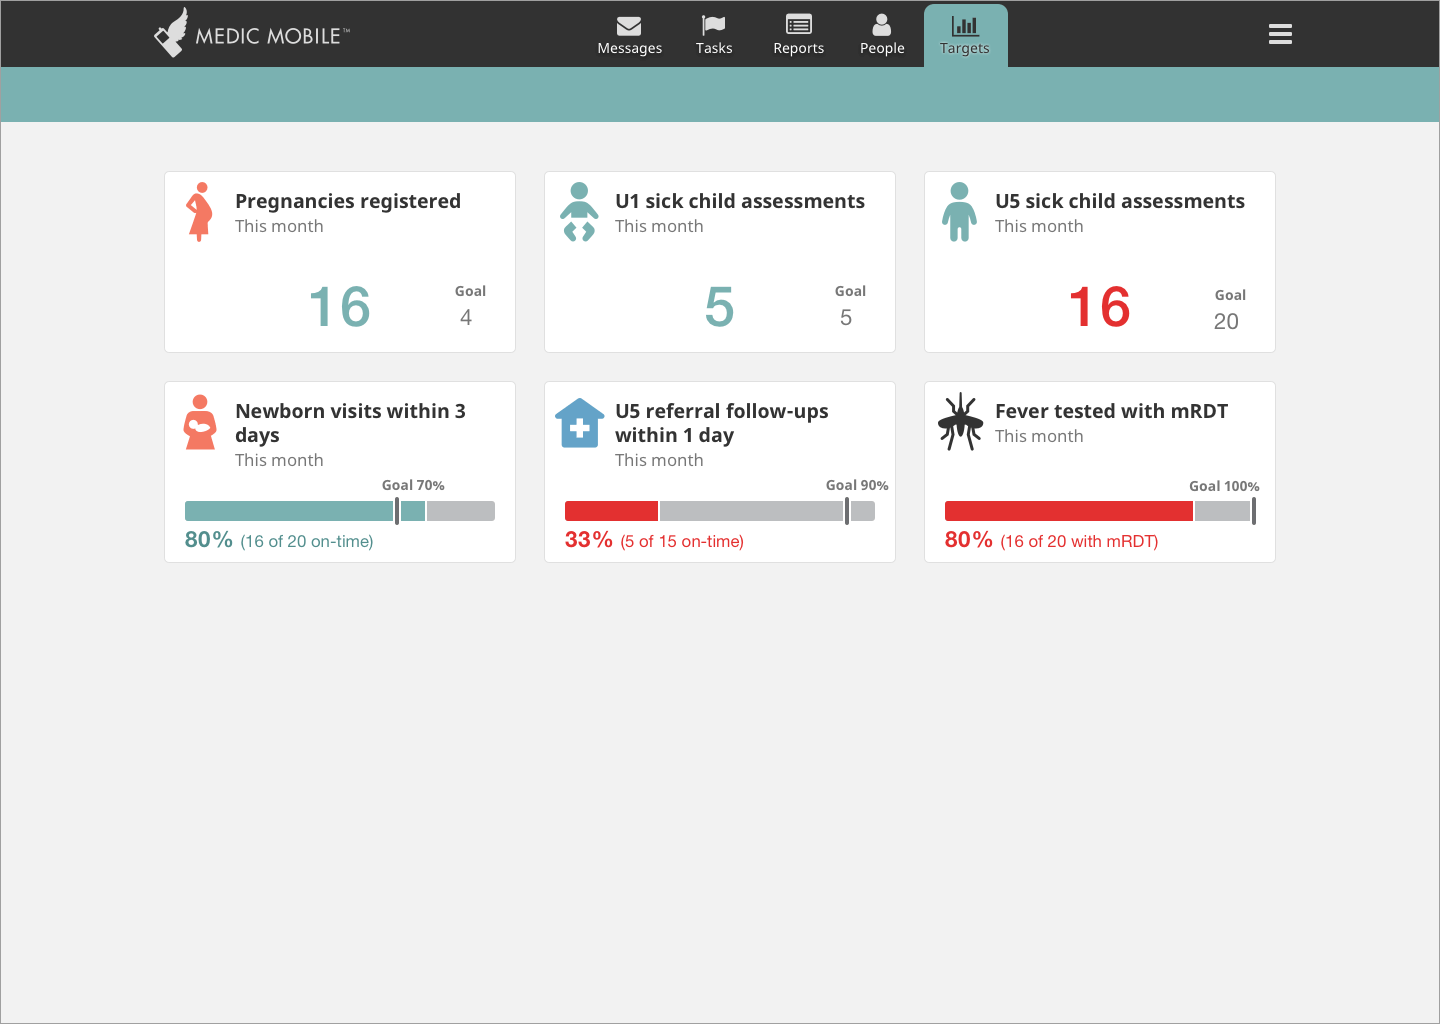 MEDIC MOBILE™
Messages
Tasks
Reports
People
Targets
Pregnancies registered
This month
16
Goal
4
U1 sick child assessments
This month
5
Goal
5
U5 sick child assessments
This month
16
Goal
20
Newborn visits within 3
days
This month
Goal 70%
80% (16 of 20 on-time)
U5 referral follow-ups
within 1 day
This month
Goal 90%
33% (5 of 15 on-time)
Fever tested with mRDT
This month
Goal 100%
80% (16 of 20 with mRDT)